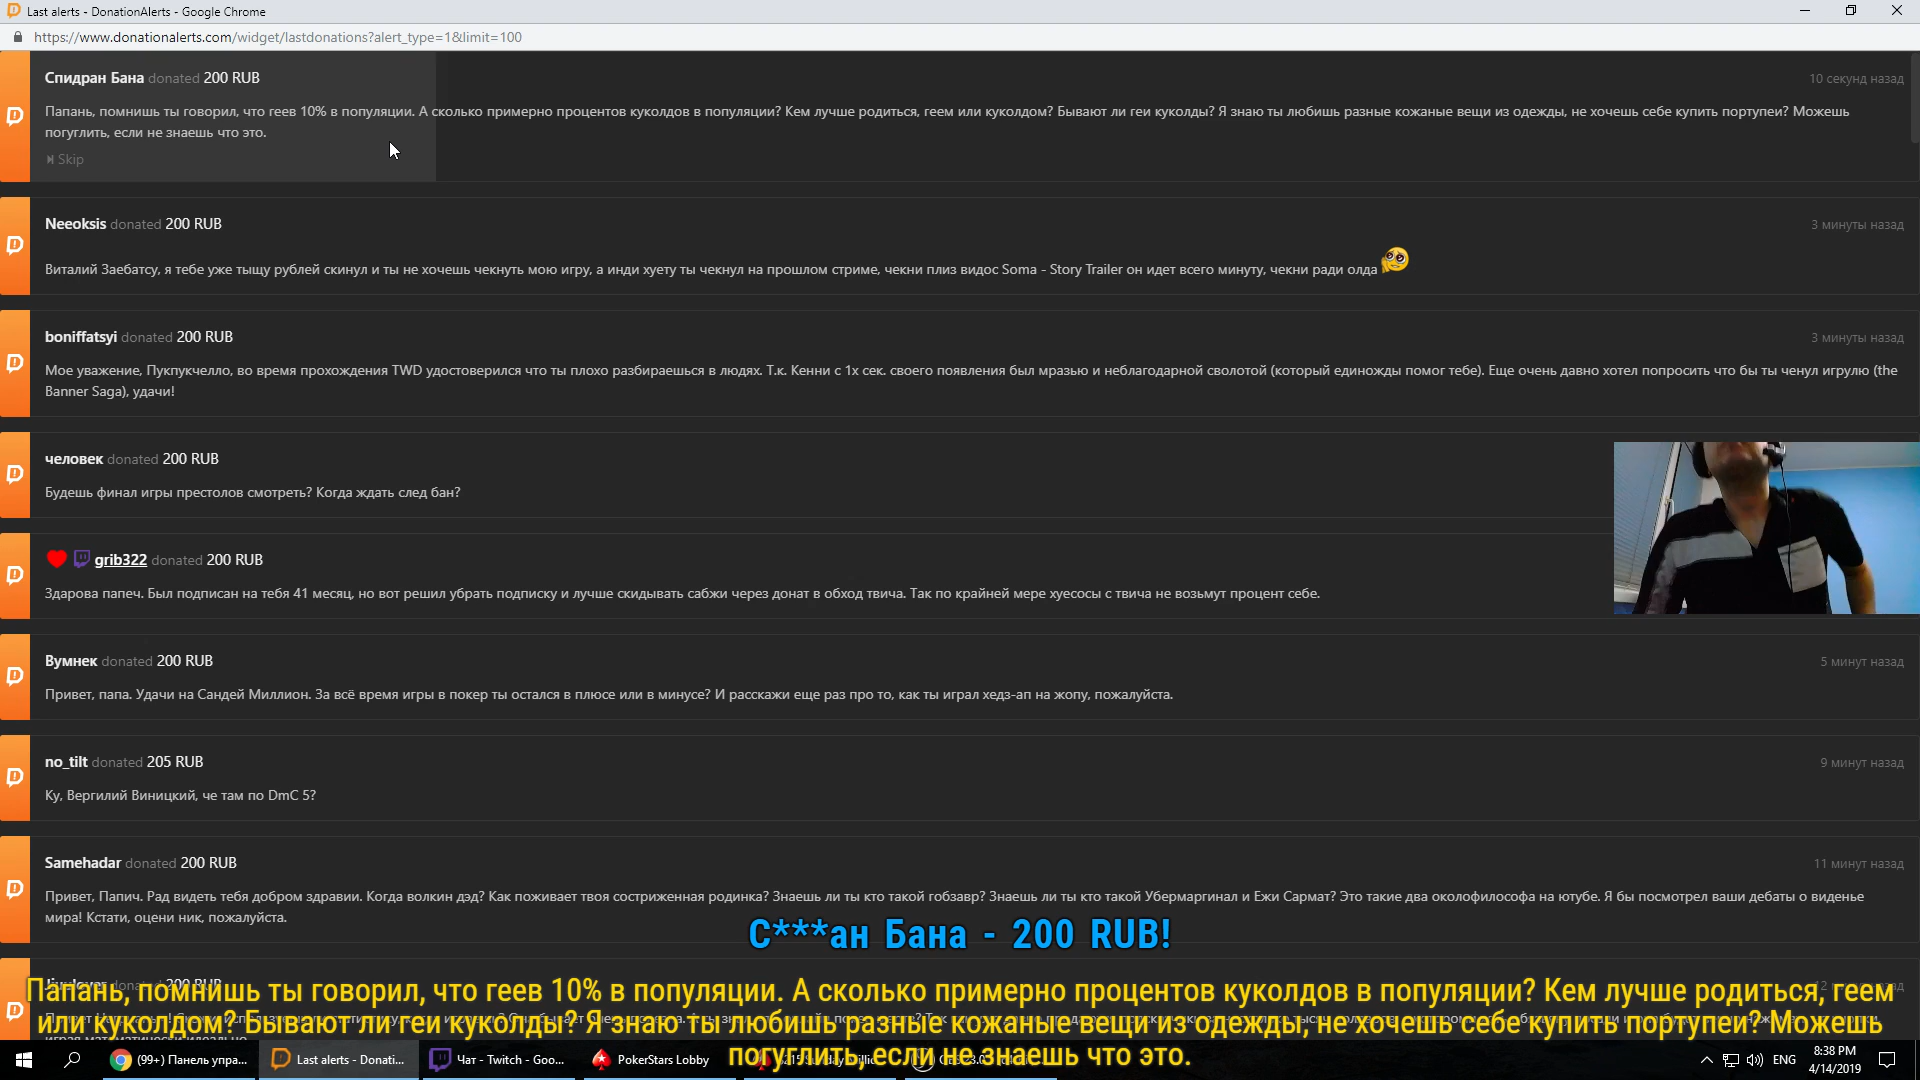 Last alerts - DonationAlerts - Google Chrome
https://www.donationalerts.com/widget/lastdonations?alert_type=1&limit=100
Спидран Бана donated 200 RUB
10 секунд назад
Папань, помнишь ты говорил, что геев 10% в популяции. А сколько примерно процентов куколдов в популяции? Кем лучше родиться, геем или куколдом? Бывают ли геи куколды? Я знаю ты любишь разные кожаные вещи из одежды, не хочешь себе купить портупеи? Можешь
погуглить, если не знаешь что это.
Skip
Neeoksis donated 200 RUB
3 минуты назад
Виталий Заебатсу, я тебе уже тыщу рублей скинул и ты не хочешь чекнуть мою игру, а инди хуету ты чекнул на прошлом стриме, чекни плиз видос Soma - Story Trailer он идет всего минуту, чекни ради олда
boniffatsyi donated 200 RUB
3 минуты назад
Мое уважение, Пукпукчелло, во время прохождения TWD удостоверился что ты плохо разбираешься в людях. Т.к. Кенни с 1х сек. своего появления был мразью и неблагодарной сволотой (который единожды помог тебе). Еще очень давно хотел попросить что бы ты ченул игрулю (the
Banner Saga), удачи!
человек donated 200 RUB
Будешь финал игры престолов смотреть? Когда ждать след бан?
grib322 donated 200 RUB
Здарова папеч. Был подписан на тебя 41 месяц, но вот решил убрать подписку и лучше скидывать сабжи через донат в обход твича. Так по крайней мере хуесосы с твича не возьмут процент себе.
Вумнек donated 200 RUB
5 минут назад
Привет, папа. Удачи на Сандей Миллион. За всё время игры в покер ты остался в плюсе или в минусе? И расскажи еще раз про то, как ты играл хедз-ап на жопу, пожалуйста.
no_tilt donated 205 RUB
9 минут назад
Ку, Вергилий Виницкий, че там по DmC 5?
Samehadar donated 200 RUB
11 минут назад
Привет, Папич. Рад видеть тебя добром здравии. Когда волкин дэд? Как поживает твоя состриженная родинка? Знаешь ли ты кто такой гобзавр? Знаешь ли ты кто такой Убермаргинал и Ежи Сармат? Это такие два околофилософа на ютубе. Я бы посмотрел ваши дебаты о виденье
мира! Кстати, оцени ник, пожалуйста.
С***ан Бана - 200 RUB!
donated 200 RUB
Папань, помнишь ты говорил, что геев 10% в популяции. А сколько примерно процентов куколдов в популяции? Кем лучше родиться, геем
или куколдом? Бывают ли геи куколды? Я знаю ты любишь разные кожаные вещи из одежды, не хочешь себе купить портупеи? Можешь
погуглить, если не знаешь что это.
(99+) Панель упра...
Last alerts - Donati...
Чат - Twitch - Goo...
PokerStars Lobby
ENG
8:38 PM
4/14/2019